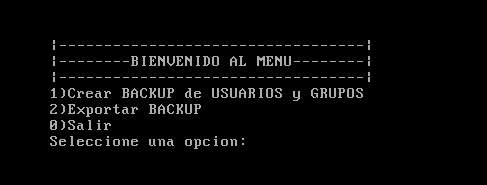 |----------------------------------|
|--------BIENVENIDO AL MENU--------|
|----------------------------------|
1)Crear BACKUP de USUARIOS y GRUPOS
2)Exportar BACKUP
0)Salir
Seleccione una opcion: